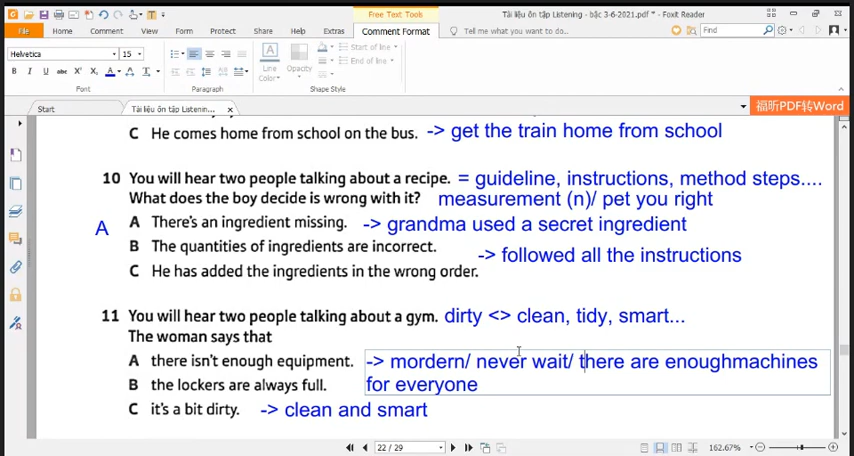 Free Text Tools
Tài liệu ôn tập Listening - bậc 3-6-2021.pdf * - Foxit Reader
File Home Comment Share Help Extras Comment Format Tell me what you want to do... Find
Helvetica 15 Start of line
B I U abc X² X₂ A T Line Color Opacity End of line
Font Paragraph Shape Style
Start Tài liệu ôn tập Listenin... 福昕PDF转Word
C He comes home from school on the bus. -> get the train home from school
10 You will hear two people talking about a recipe. = guideline, instructions, method steps....
What does the boy decide is wrong with it? measurement (n)/ pet you right
A A There's an ingredient missing. -> grandma used a secret ingredient
B The quantities of ingredients are incorrect.
-> followed all the instructions
C He has added the ingredients in the wrong order.
11 You will hear two people talking about a gym. dirty <> clean, tidy, smart...
The woman says that
A there isn't enough equipment. -> mordern/ never wait/ there are enoughmachines
B the lockers are always full. for everyone
C it's a bit dirty. -> clean and smart
22 / 29 162.67%